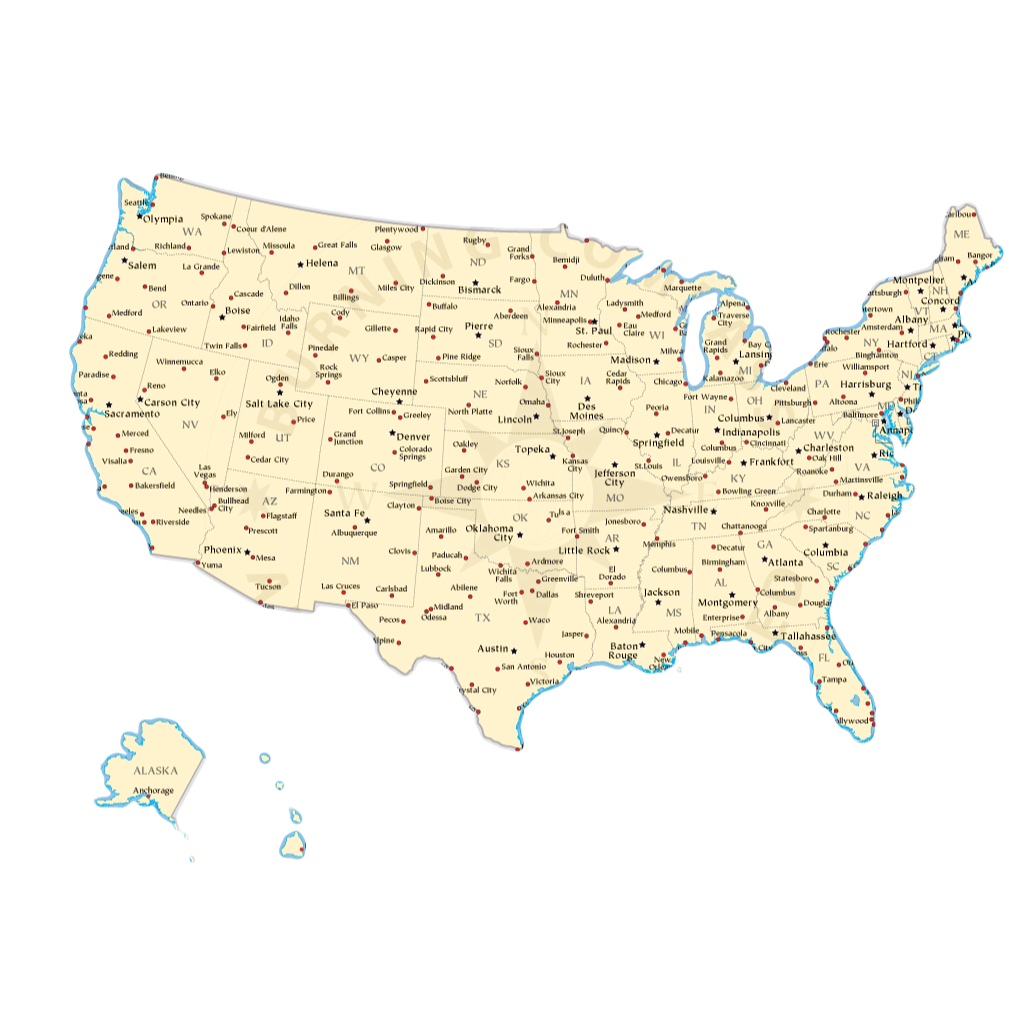 Seattle
Olympia
Spokane
Coeur d'Alene
WA
Richland
Lewiston
Missoula
Great Falls
Plentywood
Glasgow
Helena
MT
Salem
La Grande
Bend
OR
Ontario
Cascade
Dillon
Billings
Miles City
Medford
Boise
Lakeview
Fairfield
Idaho
Falls
ID
Twin Falls
Cody
Gillette
Pinedale
WY
Casper
Rock
Springs
Cheyenne
Redding
Winnemucca
Paradise
Elko
Reno
Carson City
Sacramento
NV
Ogden
Salt Lake City
Price
Ely
Milford
UT
Cedar City
Merced
Fresno
Visalia
CA
Bakersfield
Las
Vegas
Henderson
Bullhead
City
Needles
Riverside
AZ
Flagstaff
Prescott
Phoenix
Mesa
Yuma
Tucson
Fort Collins
Greeley
Denver
Grand
Junction
Colorado
Springs
CO
Durango
Farmington
Santa Fe
Albuquerque
NM
Clovis
Las Cruces
Carlsbad
El Paso
Rugby
Grand
Forks
ND
Dickinson
Bismarck
Fargo
Buffalo
Aberdeen
Rapid City
Pierre
SD
Sioux
Falls
Pine Ridge
Scottsbluff
Norfolk
NE
North Platte
Omaha
Lincoln
Oakley
Topeka
Garden City
KS
Dodge City
Wichita
Arkansas City
Springfield
Boise City
Clayton
OK
Tulsa
Oklahoma
City
Amarillo
Paducah
Lubbock
Ardmore
Wichita
Falls
Greenville
Abilene
Fort
Worth
Dallas
Midland
Odessa
TX
Pecos
Waco
Austin
San Antonio
Houston
Victoria
Jasper
Bemidji
Duluth
MN
Alexandria
Minneapolis
St. Paul
Rochester
Ladysmith
Medford
Eau
Claire
WI
Madison
Marquette
Sioux
City
IA
Cedar
Rapids
Des
Moines
St.Joseph
Quincy
Kansas
City
Jefferson
City
St.Louis
MO
Chicago
Peoria
Decatur
Springfield
IL
Alpena
Traverse
City
Grand
Rapids
MI
Kalamazoo
Fort Wayne
IN
Indianapolis
Columbus
Louisville
OH
Columbus
Cleveland
Cincinnati
Lancaster
Owensboro
Frankfort
KY
Bowling Green
Nashville
Knoxville
TN
Chattanooga
Memphis
Jonesboro
Fort Smith
AR
Little Rock
El
Dorado
Shreveport
LA
Alexandria
Baton
Rouge
Columbus
Jackson
MS
Decatur
Birmingham
AL
Montgomery
Enterprise
Mobile
Pensacola
GA
Atlanta
Columbus
Albany
Statesboro
Tallahassee
FL
Tampa
Columbia
SC
Spartanburg
Charlotte
NC
Durham
Raleigh
Charleston
WV
Oak Hill
Roanoke
VA
Martinsville
Erie
PA
Pittsburgh
Altoona
Williamsport
Harrisburg
Baltimore
MD
NJ
NY
Rochester
Binghamton
Amsterdam
Albany
Hartford
CT
MA
VT
NH
Montpelier
Concord
ME
Bangor
ALASKA
Anchorage